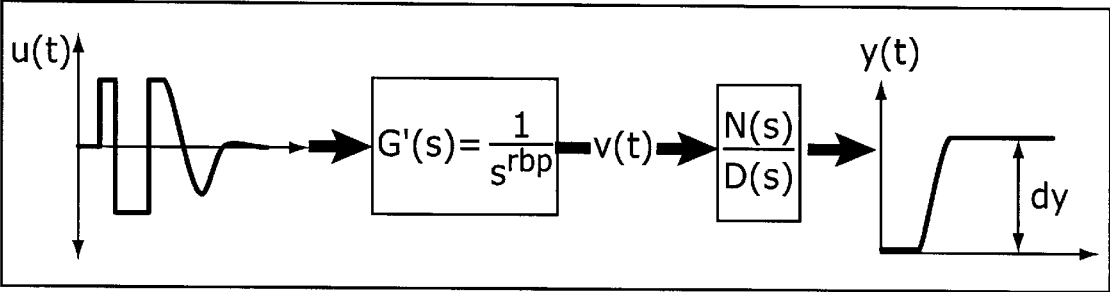 u(t)
G'(s)= 1
s^rbp
v(t)
N(s)
D(s)
y(t)
dy